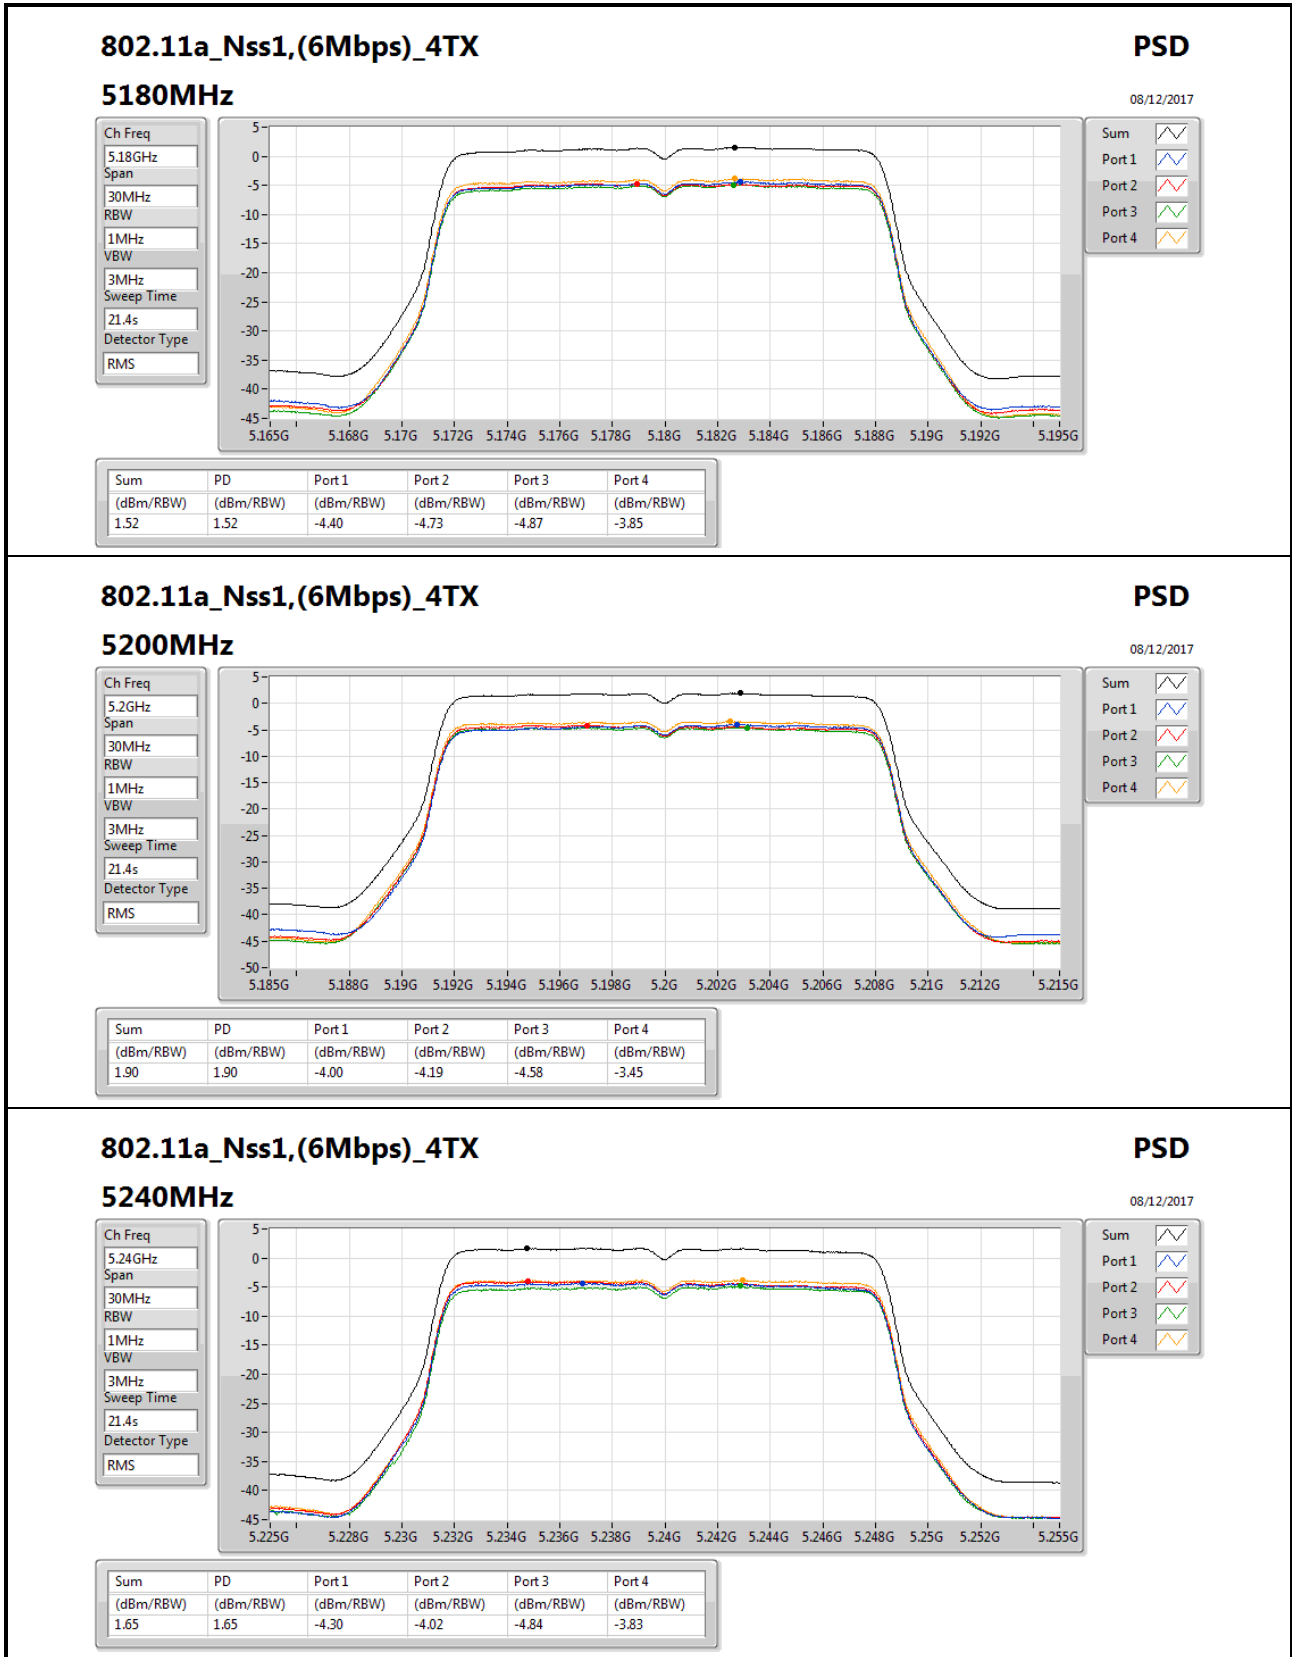 802.11a_Nss1,(6Mbps)_4TX PSD
5180MHz 08/12/2017
Ch Freq
5.18GHz
Span
30MHz
RBW
1MHz
VBW
3MHz
Sweep Time
21.4s
Detector Type
RMS
5
0
-5
-10
-15
-20
-25
-30
-35
-40
-45
5.165G 5.168G 5.17G 5.172G 5.174G 5.176G 5.178G 5.18G 5.182G 5.184G 5.186G 5.188G 5.19G 5.192G 5.195G
Sum
Port 1
Port 2
Port 3
Port 4
Sum PD Port 1 Port 2 Port 3 Port 4
(dBm/RBW) (dBm/RBW) (dBm/RBW) (dBm/RBW) (dBm/RBW) (dBm/RBW)
1.52 1.52 -4.40 -4.73 -4.87 -3.85
802.11a_Nss1,(6Mbps)_4TX PSD
5200MHz 08/12/2017
Ch Freq
5.2GHz
Span
30MHz
RBW
1MHz
VBW
3MHz
Sweep Time
21.4s
Detector Type
RMS
5
0
-5
-10
-15
-20
-25
-30
-35
-40
-45
-50
5.185G 5.188G 5.19G 5.192G 5.194G 5.196G 5.198G 5.2G 5.202G 5.204G 5.206G 5.208G 5.21G 5.212G 5.215G
Sum
Port 1
Port 2
Port 3
Port 4
Sum PD Port 1 Port 2 Port 3 Port 4
(dBm/RBW) (dBm/RBW) (dBm/RBW) (dBm/RBW) (dBm/RBW) (dBm/RBW)
1.90 1.90 -4.00 -4.19 -4.58 -3.45
802.11a_Nss1,(6Mbps)_4TX PSD
5240MHz 08/12/2017
Ch Freq
5.24GHz
Span
30MHz
RBW
1MHz
VBW
3MHz
Sweep Time
21.4s
Detector Type
RMS
5
0
-5
-10
-15
-20
-25
-30
-35
-40
-45
5.225G 5.228G 5.23G 5.232G 5.234G 5.236G 5.238G 5.24G 5.242G 5.244G 5.246G 5.248G 5.25G 5.252G 5.255G
Sum
Port 1
Port 2
Port 3
Port 4
Sum PD Port 1 Port 2 Port 3 Port 4
(dBm/RBW) (dBm/RBW) (dBm/RBW) (dBm/RBW) (dBm/RBW) (dBm/RBW)
1.65 1.65 -4.30 -4.02 -4.84 -3.83